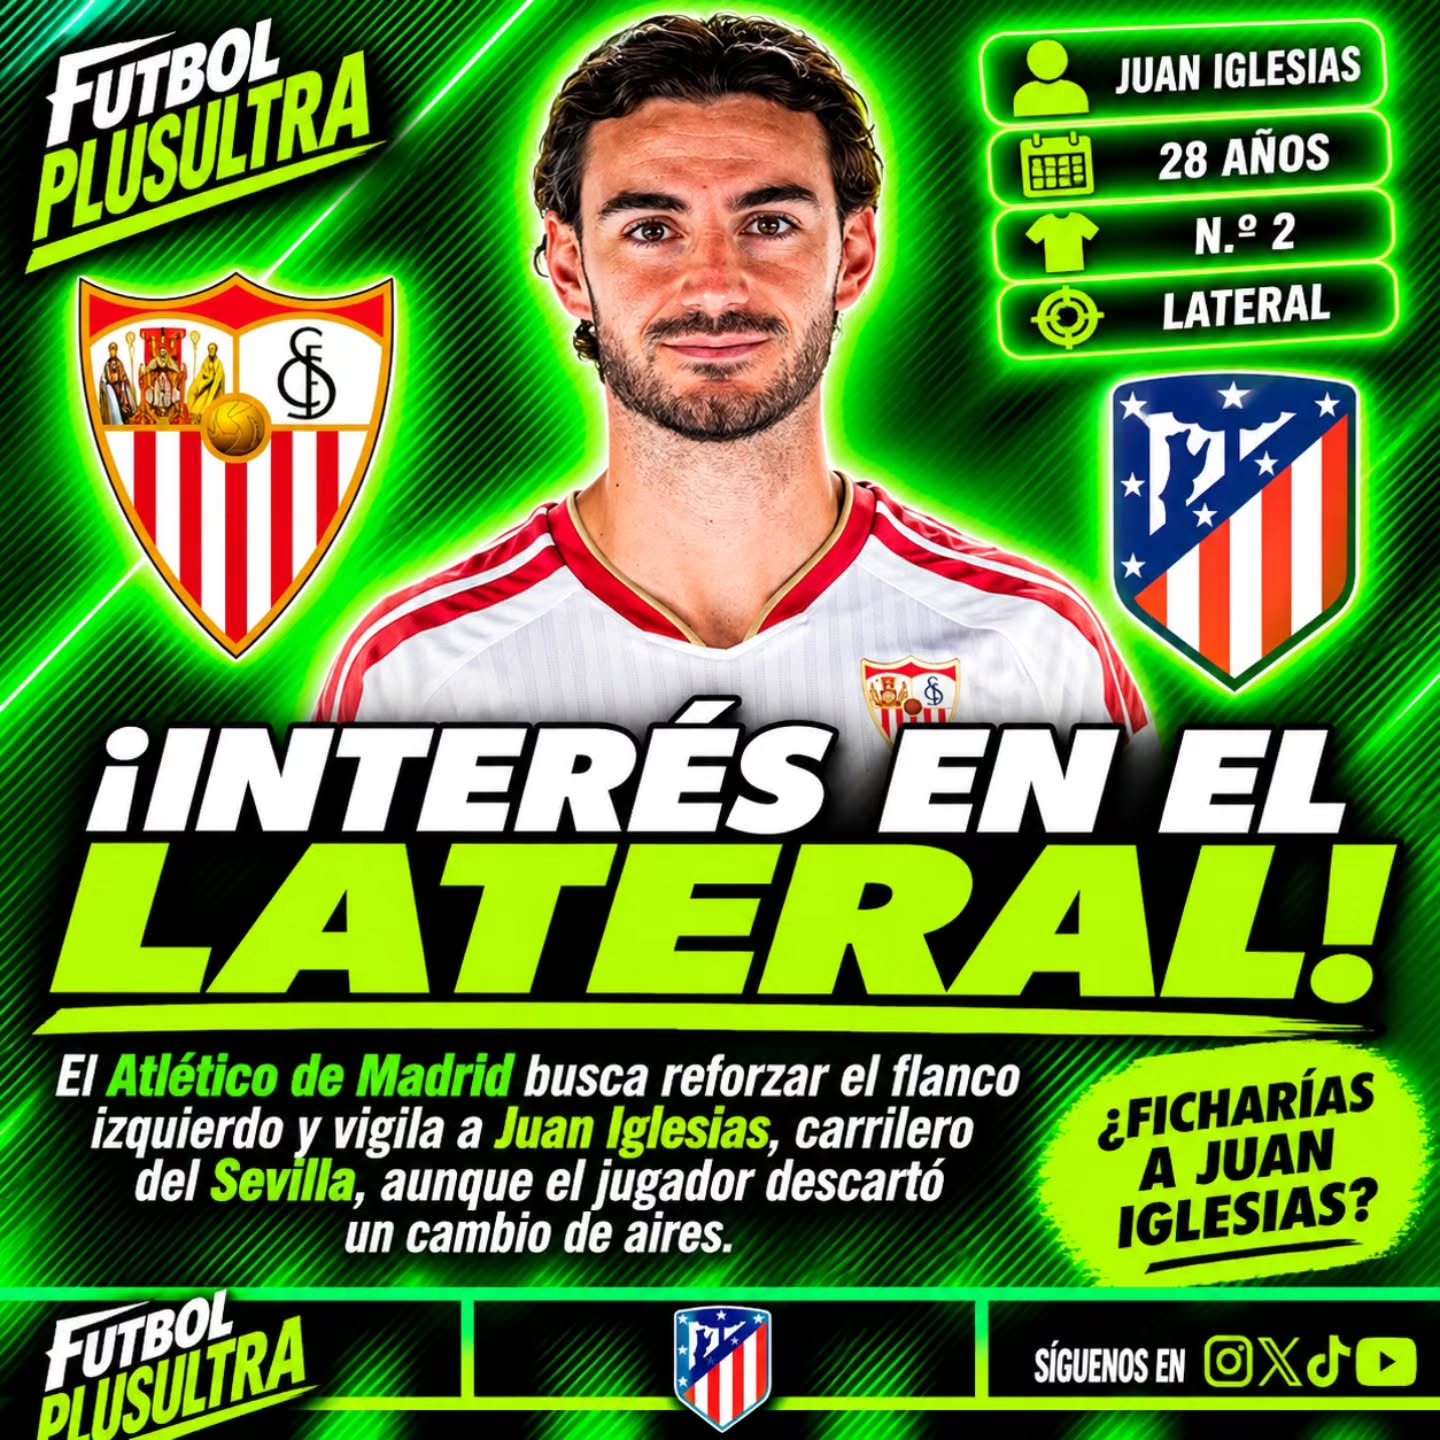 FUTBOL
PLUSULTRA
JUAN IGLESIAS
28 AÑOS
N.º 2
LATERAL
¡INTERÉS EN EL
LATERAL!
El Atlético de Madrid busca reforzar el flanco
izquierdo y vigila a Juan Iglesias, carrilero
del Sevilla, aunque el jugador descartó
un cambio de aires.
¿FICHARÍAS
A JUAN
IGLESIAS?
FUTBOL
PLUSULTRA
SÍGUENOS EN